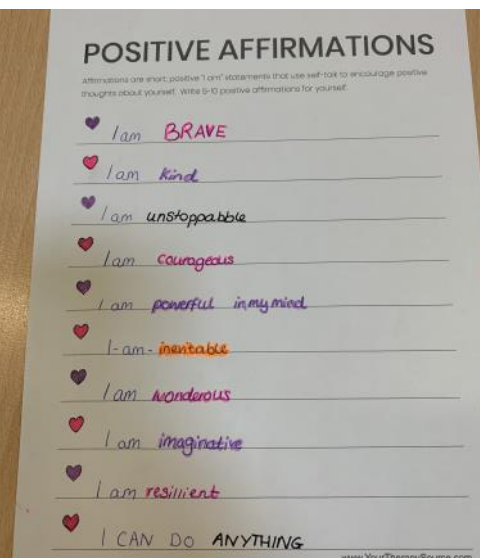 POSITIVE AFFIRMATIONS
Affirmations are short, positive "I am" statements that use self-talk to encourage positive
thoughts about yourself. Write 5-10 positive affirmations for yourself.
I am BRAVE
I am kind
I am unstoppabble
I am courageous
I am powerful in my mind
I-am-ineritable
I am wonderous
I am imaginative
I am resillient
I CAN DO ANYTHING
www.YourTherapySource.com